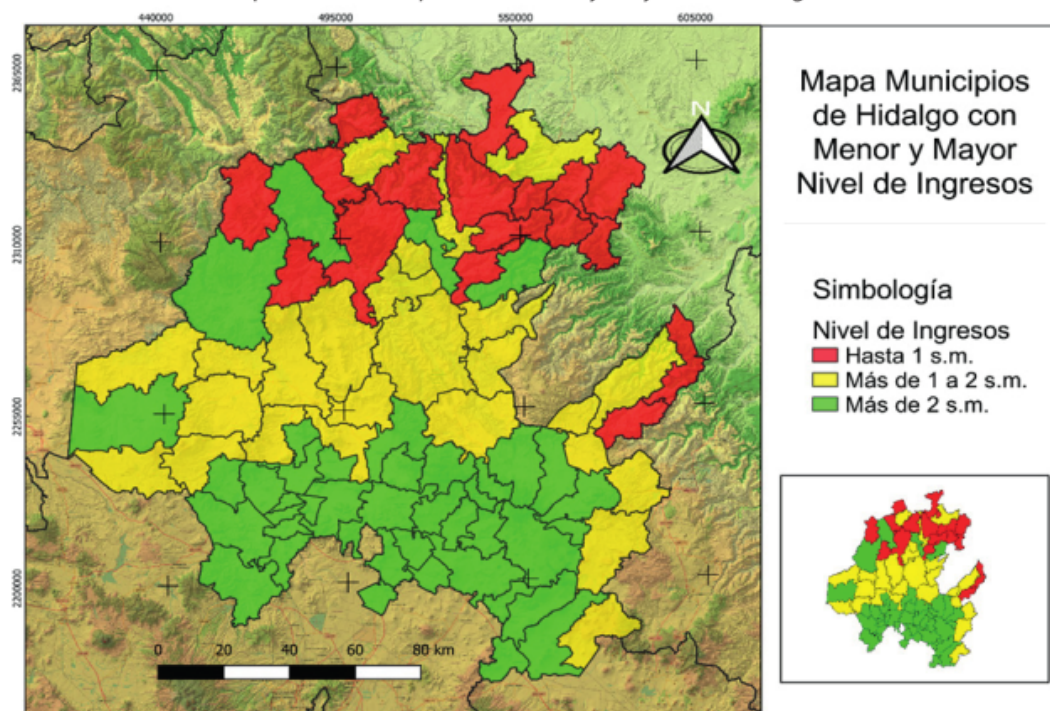 440000 495000 550000 605000
2365000
2310000
2255000
2200000
N
0 20 40 60 80 km
Mapa Municipios
de Hidalgo con
Menor y Mayor
Nivel de Ingresos
Simbología
Nivel de Ingresos
Hasta 1 s.m.
Más de 1 a 2 s.m.
Más de 2 s.m.